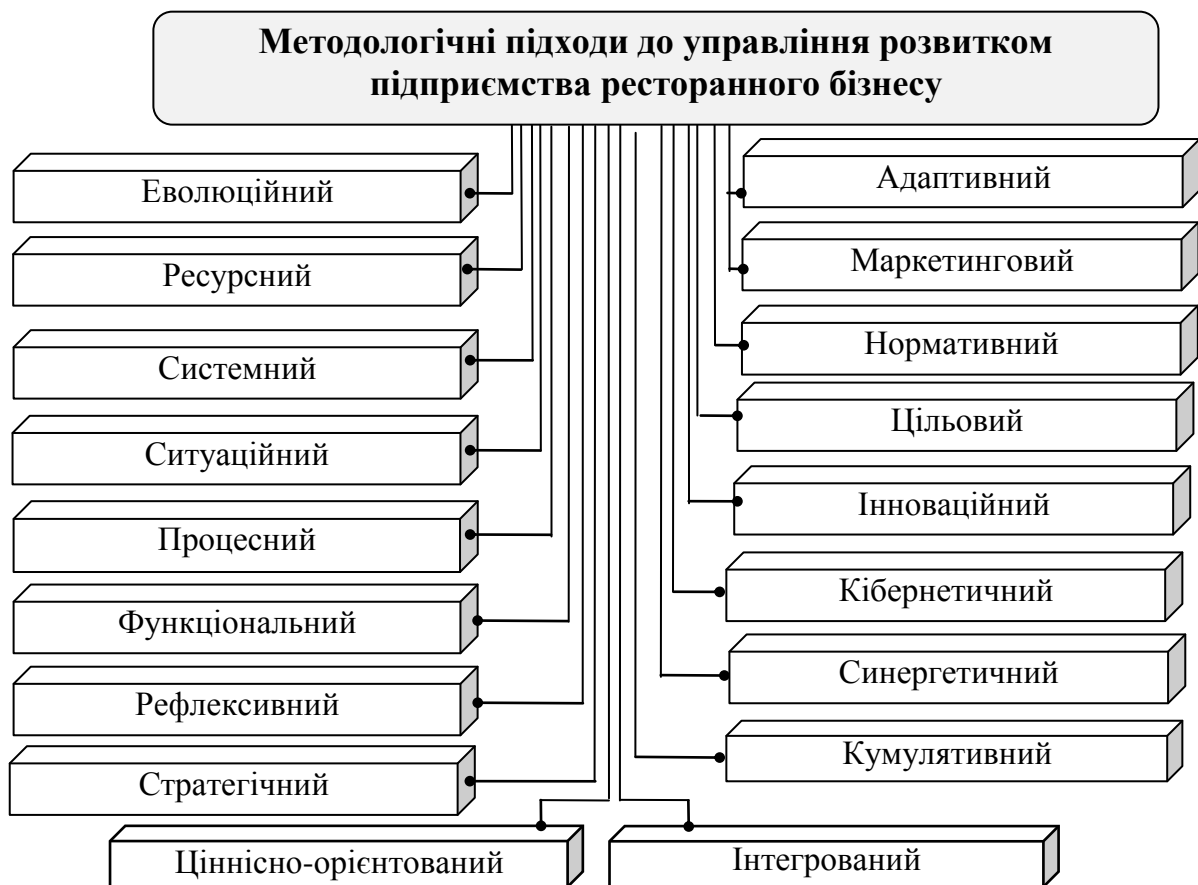 Методологічні підходи до управління розвитком
підприємства ресторанного бізнесу
Еволюційний
Ресурсний
Системний
Ситуаційний
Процесний
Функціональний
Рефлексивний
Стратегічний
Адаптивний
Маркетинговий
Нормативний
Цільовий
Інноваційний
Кібернетичний
Синергетичний
Кумулятивний
Ціннісно-орієнтований
Інтегрований